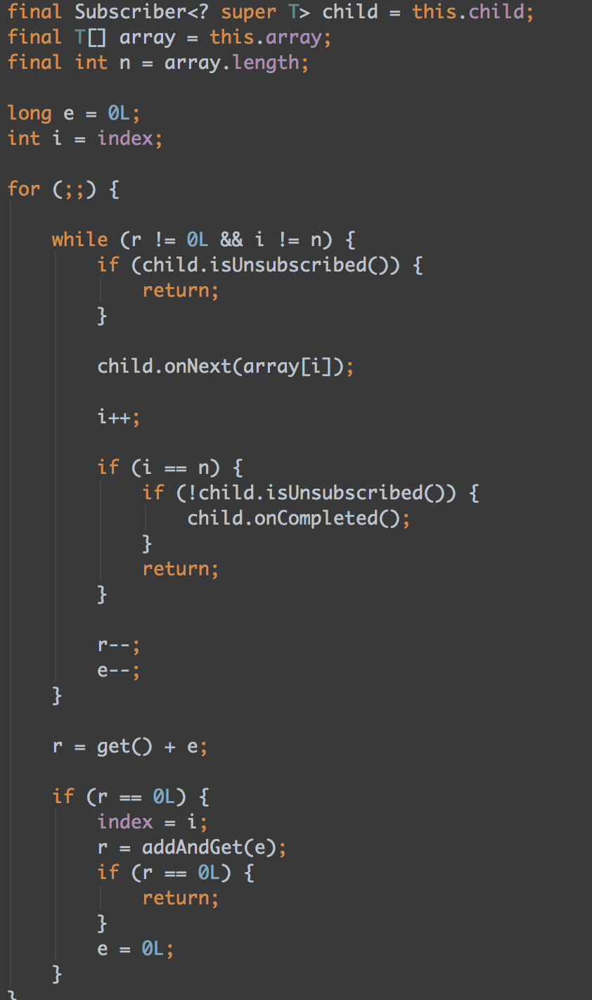 final Subscriber<? super T> child = this.child;
final T[] array = this.array;
final int n = array.length;

long e = 0L;
int i = index;

for (;;) {

    while (r != 0L && i != n) {
        if (child.isUnsubscribed()) {
            return;
        }

        child.onNext(array[i]);

        i++;

        if (i == n) {
            if (!child.isUnsubscribed()) {
                child.onCompleted();
            }
            return;
        }

        r--;
        e--;
    }

    r = get() + e;

    if (r == 0L) {
        index = i;
        r = addAndGet(e);
        if (r == 0L) {
            return;
        }
        e = 0L;
    }
}